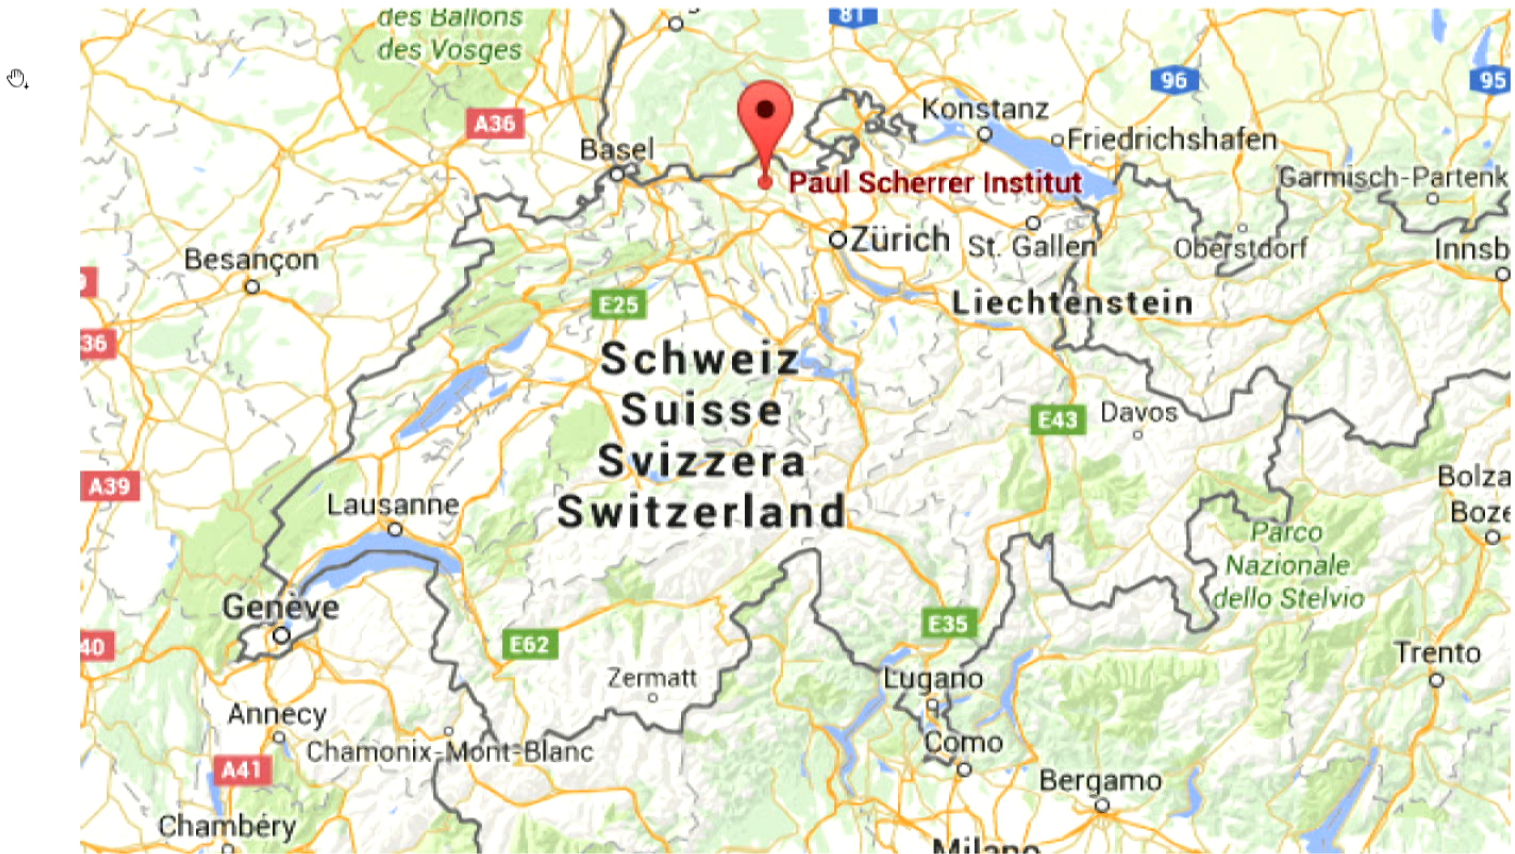 des Ballons
des Vosges
81
96
95
A36
Konstanz
Friedrichshafen
Basel
Garmisch-Partenk
Paul Scherrer Institut
Zürich
St. Gallen
Oberstdorf
Innsb
Besançon
Liechtenstein
E25
36
Schweiz
Suisse
Svizzera
Switzerland
E43
Davos
A39
Bolza
Boze
Lausanne
Parco
Nazionale
dello Stelvio
Genève
E62
E35
40
Trento
Zermatt
Lugano
Annecy
Chamonix-Mont-Blanc
Como
A41
Bergamo
Chambéry
Milano